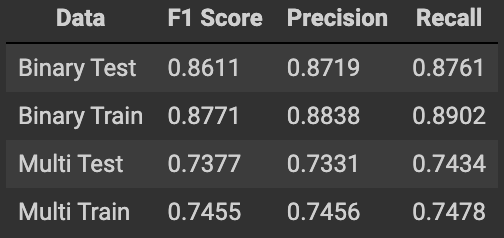 Data F1 Score Precision Recall
Binary Test 0.8611 0.8719 0.8761
Binary Train 0.8771 0.8838 0.8902
Multi Test 0.7377 0.7331 0.7434
Multi Train 0.7455 0.7456 0.7478